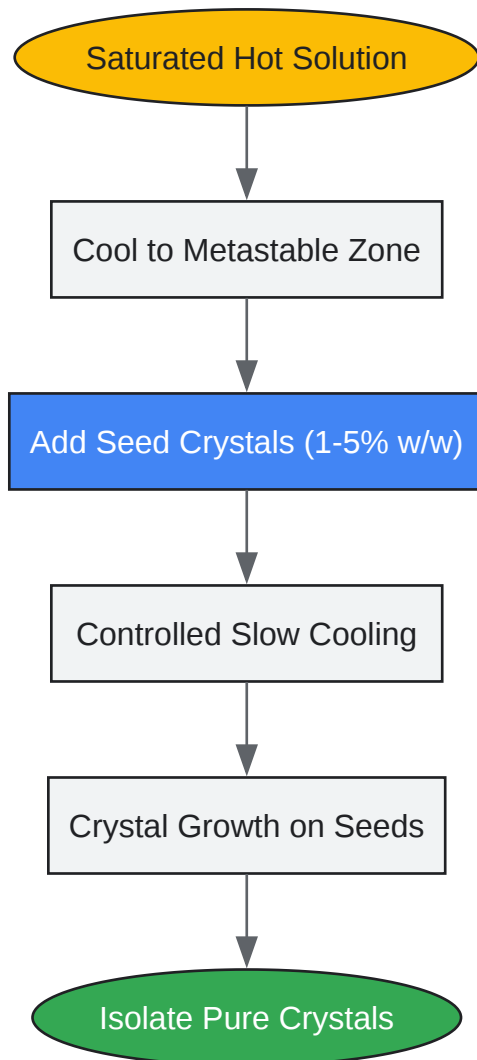 Saturated Hot Solution
Cool to Metastable Zone
Add Seed Crystals (1-5% w/w)
Controlled Slow Cooling
Crystal Growth on Seeds
Isolate Pure Crystals